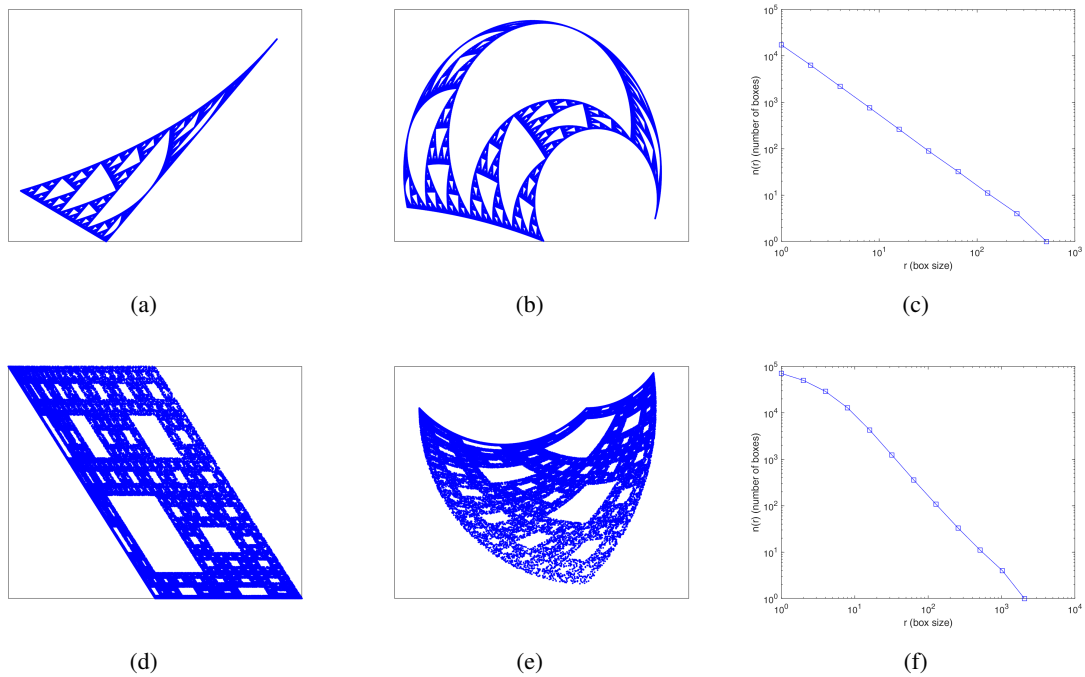 n(r) (number of boxes)
10^5
10^4
10^3
10^2
10^1
10^0
10^0 10^1 10^2 10^3
r (box size)
(a) (b) (c)
n(r) (number of boxes)
10^5
10^4
10^3
10^2
10^1
10^0
10^0 10^1 10^2 10^3 10^4
r (box size)
(d) (e) (f)